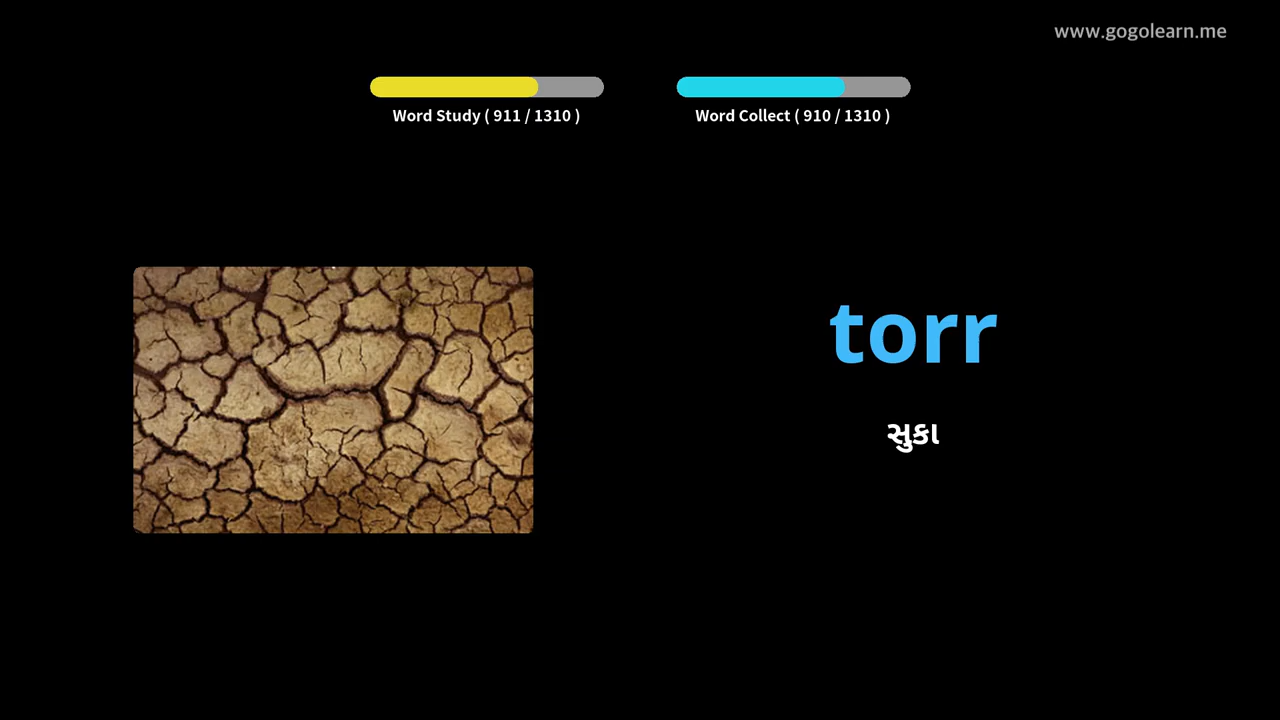 www.gogolearn.me
Word Study ( 911 / 1310 )
Word Collect ( 910 / 1310 )
torr
સુકા